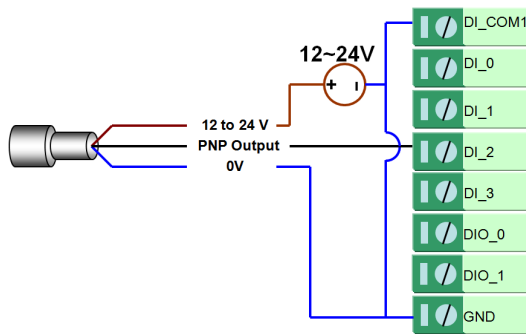 12~24V
+ -
12 to 24 V
PNP Output
0V
DI_COM1
DI_0
DI_1
DI_2
DI_3
DIO_0
DIO_1
GND